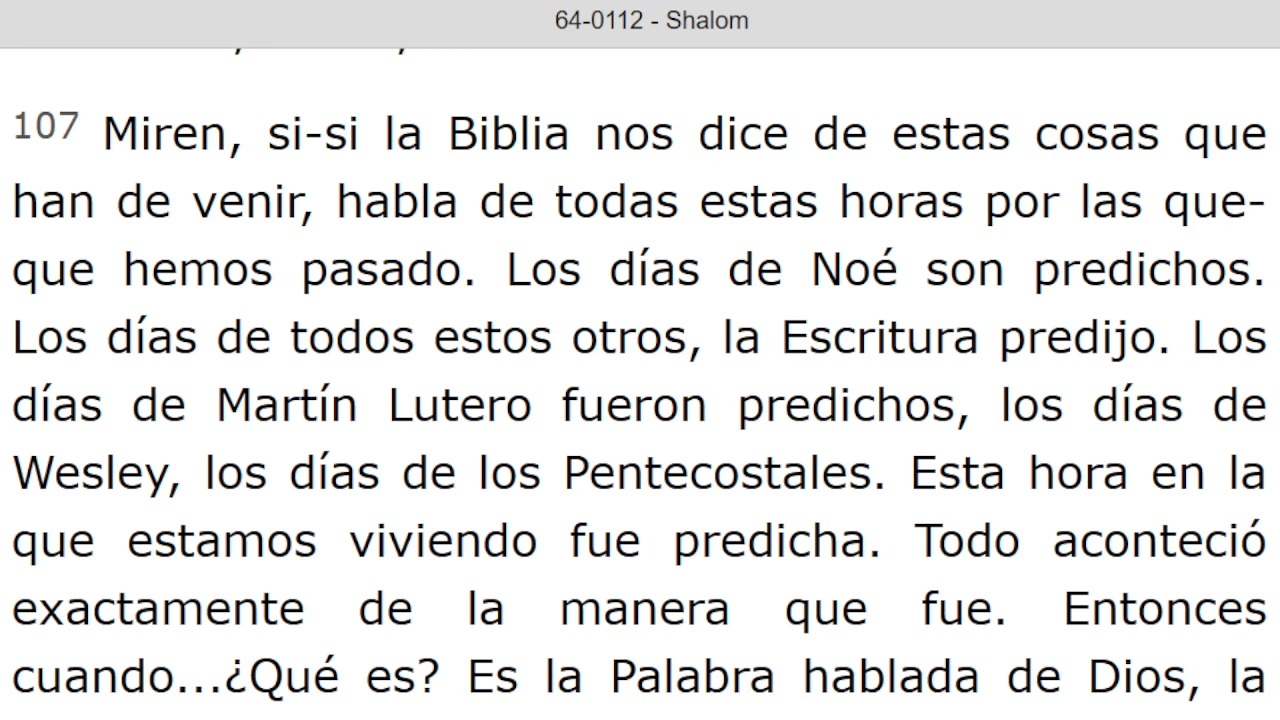 64-0112 - Shalom
107 Miren, si-si la Biblia nos dice de estas cosas que
han de venir, habla de todas estas horas por las que-
que hemos pasado. Los días de Noé son predichos.
Los días de todos estos otros, la Escritura predijo. Los
días de Martín Lutero fueron predichos, los días de
Wesley, los días de los Pentecostales. Esta hora en la
que estamos viviendo fue predicha. Todo aconteció
exactamente de la manera que fue. Entonces
cuando...¿Qué es? Es la Palabra hablada de Dios, la